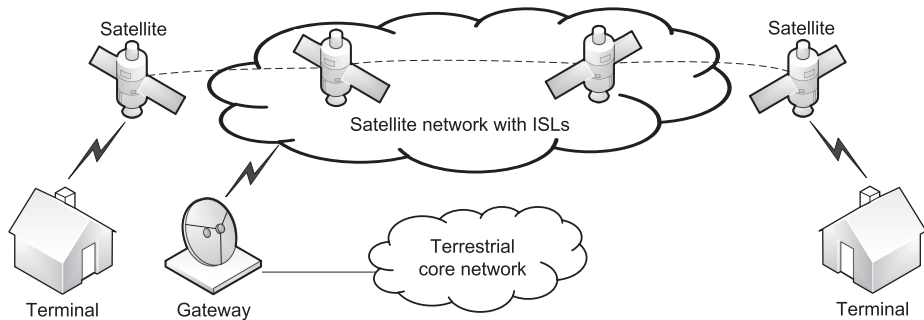 Satellite
Satellite
Satellite network with ISLs
Terrestrial
core network
Terminal
Gateway
Terminal